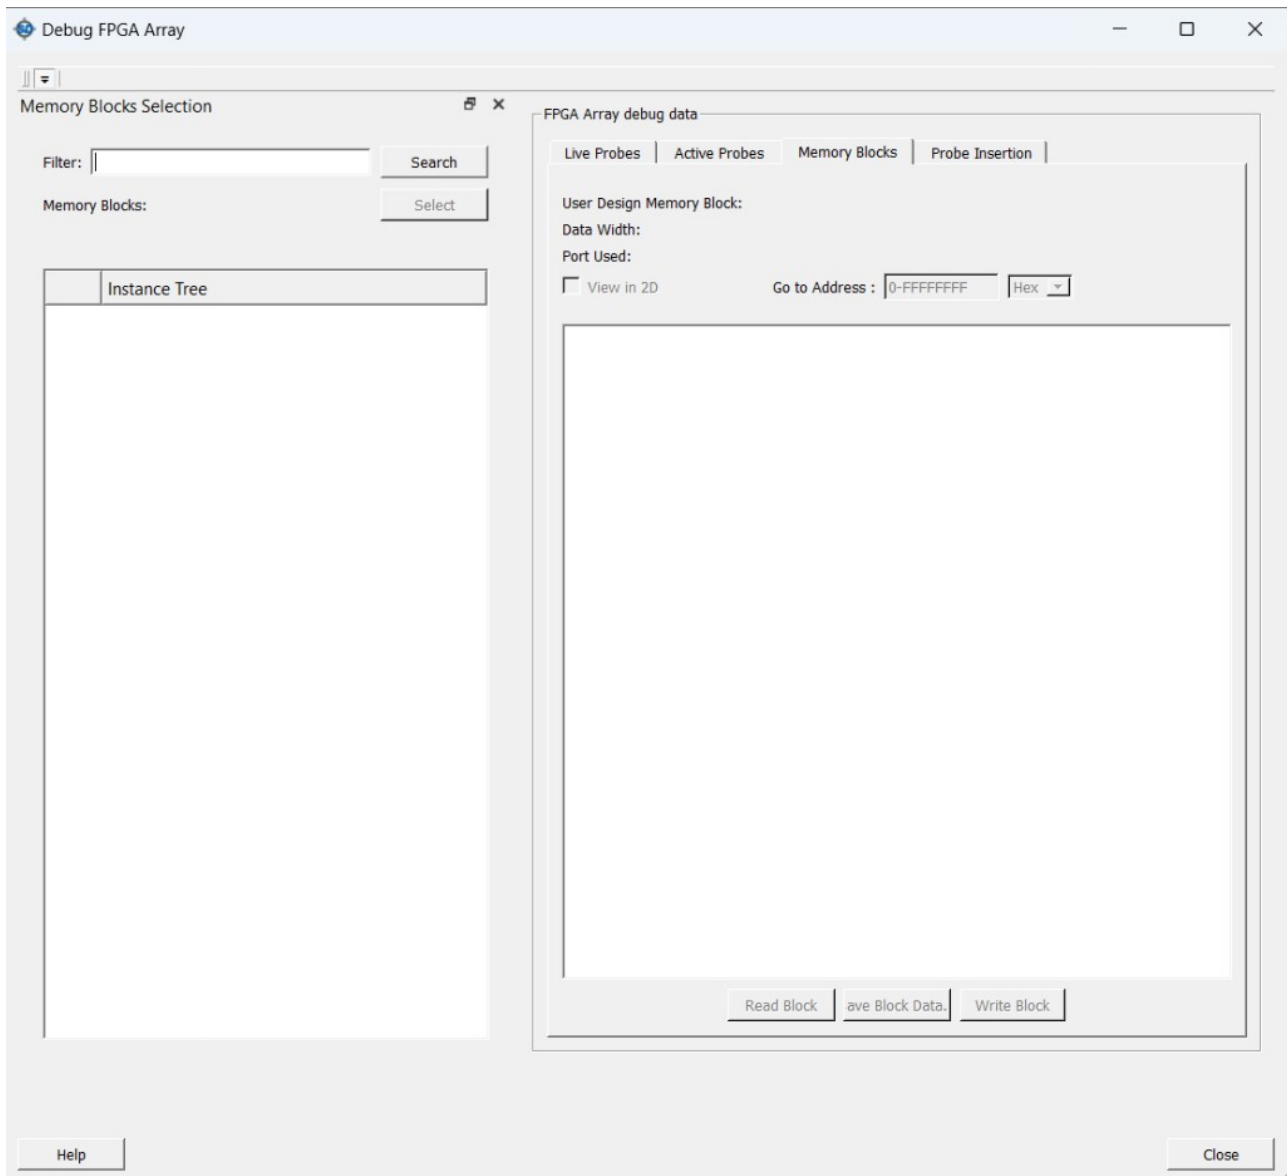 Debug FPGA Array
Memory Blocks Selection
Filter:
Search
Memory Blocks:
Select
Instance Tree
FPGA Array debug data
Live Probes
Active Probes
Memory Blocks
Probe Insertion
User Design Memory Block:
Data Width:
Port Used:
View in 2D
Go to Address :
0-FFFFFFFF
Hex
Read Block
ave Block Data.
Write Block
Help
Close